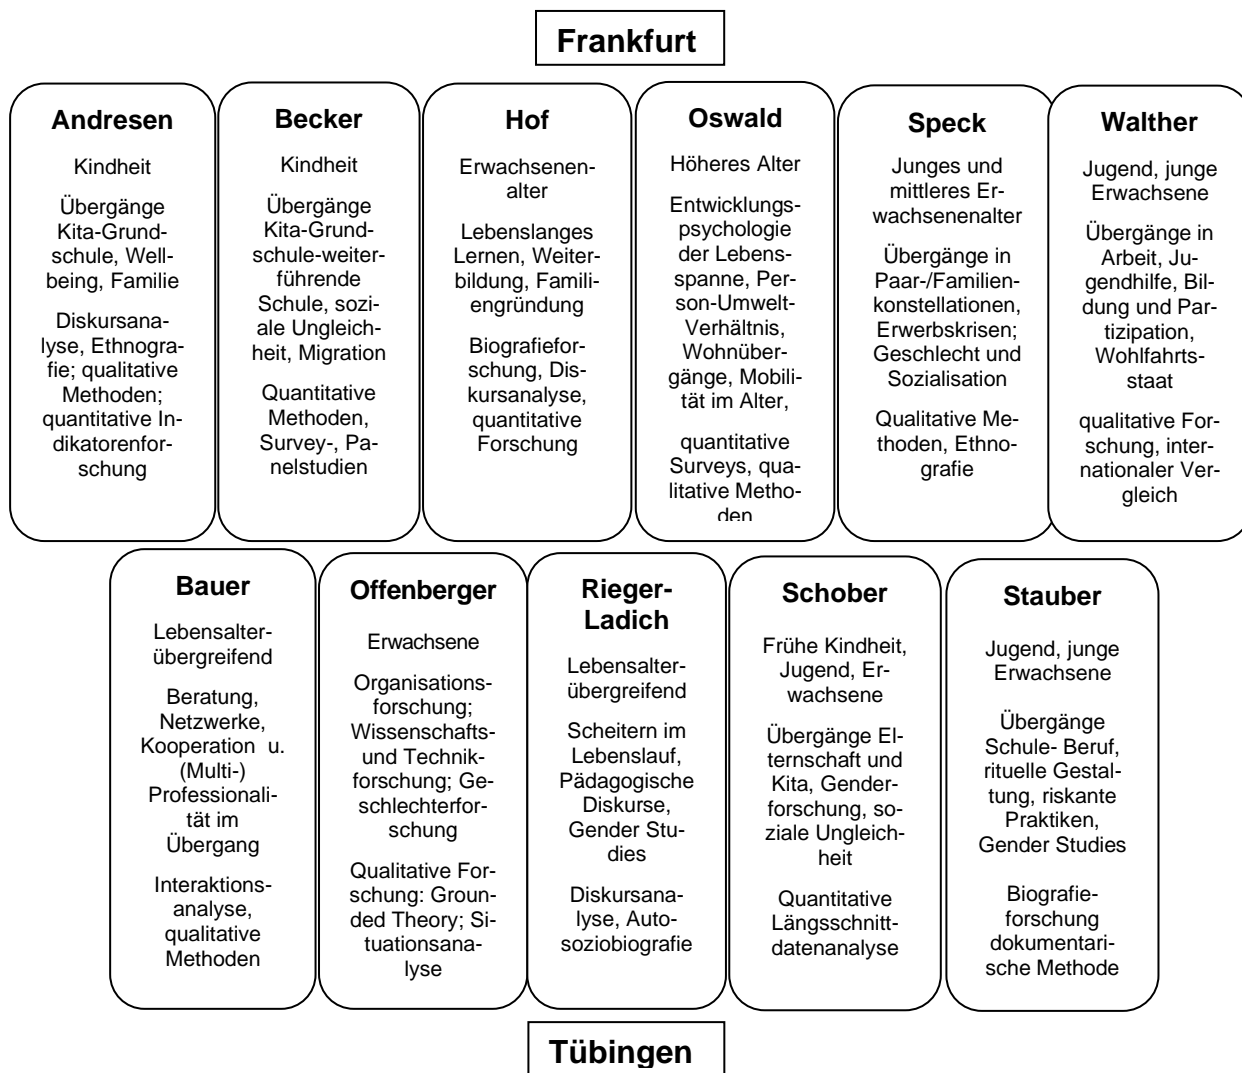 Frankfurt
Andresen
Kindheit
Übergänge
Kita-Grund-
schule, Well-
being, Familie
Diskursana-
lyse, Ethnogra-
fie; qualitative
Methoden;
quantitative In-
dikatorenfor-
schung
Becker
Kindheit
Übergänge
Kita-Grund-
schule-weiter-
führende
Schule, sozi-
ale Ungleich-
heit, Migration
Quantitative
Methoden,
Survey-, Pa-
nelstudien
Hof
Erwachsenen-
alter
Lebenslanges
Lernen, Weiter-
bildung, Famili-
engründung
Biografiefor-
schung, Dis-
kursanalyse,
quantitative
Forschung
Oswald
Höheres Alter
Entwicklungs-
psychologie
der Lebens-
spanne, Per-
son-Umwelt-
Verhältnis,
Wohnüber-
gänge, Mobili-
tät im Alter,
quantitative
Surveys, qua-
litative Metho-
den
Speck
Junges und
mittleres Er-
wachsenenalter
Übergänge in
Paar-/Familien-
konstellationen,
Erwerbskrisen;
Geschlecht und
Sozialisation
Qualitative Me-
thoden, Ethno-
grafie
Walther
Jugend, junge
Erwachsene
Übergänge in
Arbeit, Ju-
gendhilfe, Bil-
dung und Par-
tizipation,
Wohlfahrts-
staat
qualitative For-
schung, inter-
nationaler Ver-
gleich
Bauer
Lebensalter-
übergreifend
Beratung,
Netzwerke,
Kooperation u.
(Multi-)
Professionali-
tät im
Übergang
Interaktions-
analyse,
qualitative
Methoden
Offenberger
Erwachsene
Organisations-
forschung;
Wissenschafts-
und Technik-
forschung; Ge-
schlechterfor-
schung
Qualitative For-
schung: Groun-
ded Theory; Si-
tuationsana-
lyse
Rieger-
Ladich
Lebensalter-
übergreifend
Scheitern im
Lebenslauf,
Pädagogische
Diskurse,
Gender Stu-
dies
Diskursana-
lyse, Auto-
soziobiografie
Schober
Frühe Kindheit,
Jugend, Er-
wachsene
Übergänge El-
ternschaft und
Kita, Gender-
forschung, so-
ziale Ungleich-
heit
Quantitative
Längsschnitt-
datenanalyse
Stauber
Jugend, junge
Erwachsene
Übergänge
Schule- Beruf,
rituelle Gestal-
tung, riskante
Praktiken,
Gender Studies
Biografie-
forschung
dokumentari-
sche Methode
Tübingen